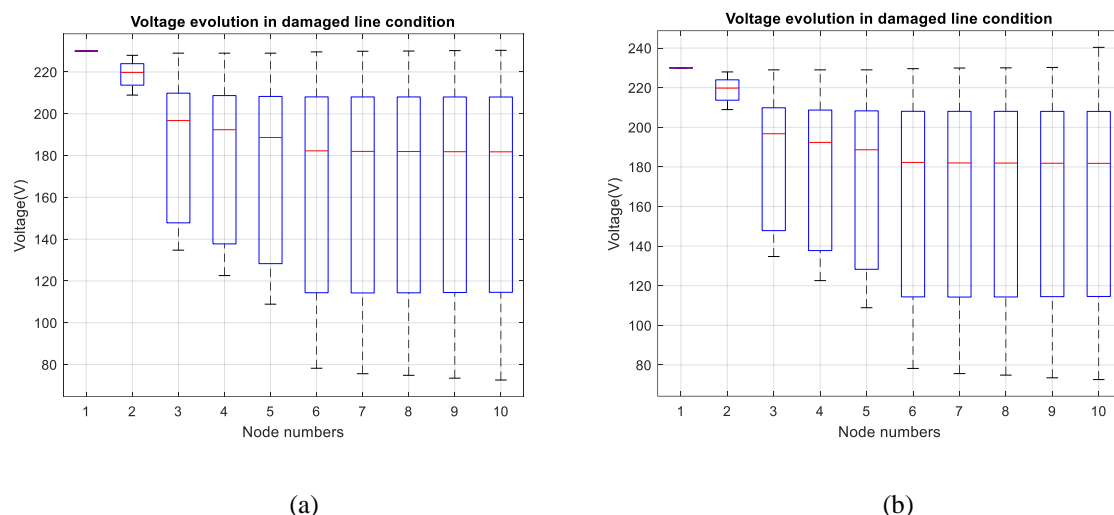 Voltage evolution in damaged line condition
220
200
180
160
140
120
100
80
Voltage(V)
1 2 3 4 5 6 7 8 9 10
Node numbers
(a)
Voltage evolution in damaged line condition
240
220
200
180
160
140
120
100
80
Voltage(V)
1 2 3 4 5 6 7 8 9 10
Node numbers
(b)